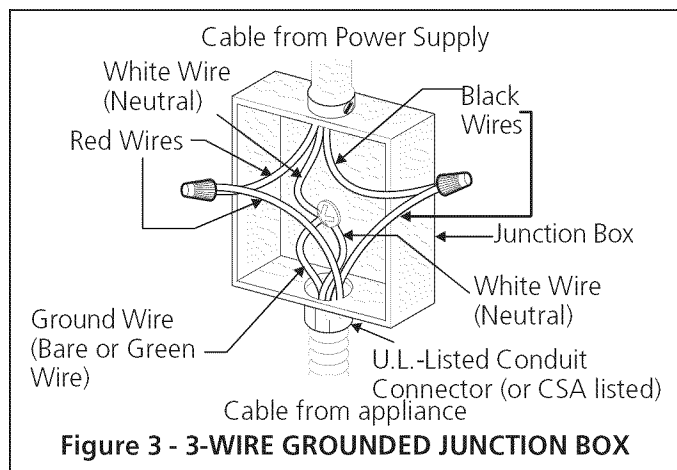 Cable from Power Supply
White Wire
(Neutral)
Black
Wires
Red Wires
Junction Box
White Wire
(Neutral)
Ground Wire
(Bare or Green
Wire)
U.L.-Listed Conduit
Connector (or CSA listed)
Cable from appliance
Figure 3 - 3-WIRE GROUNDED JUNCTION BOX